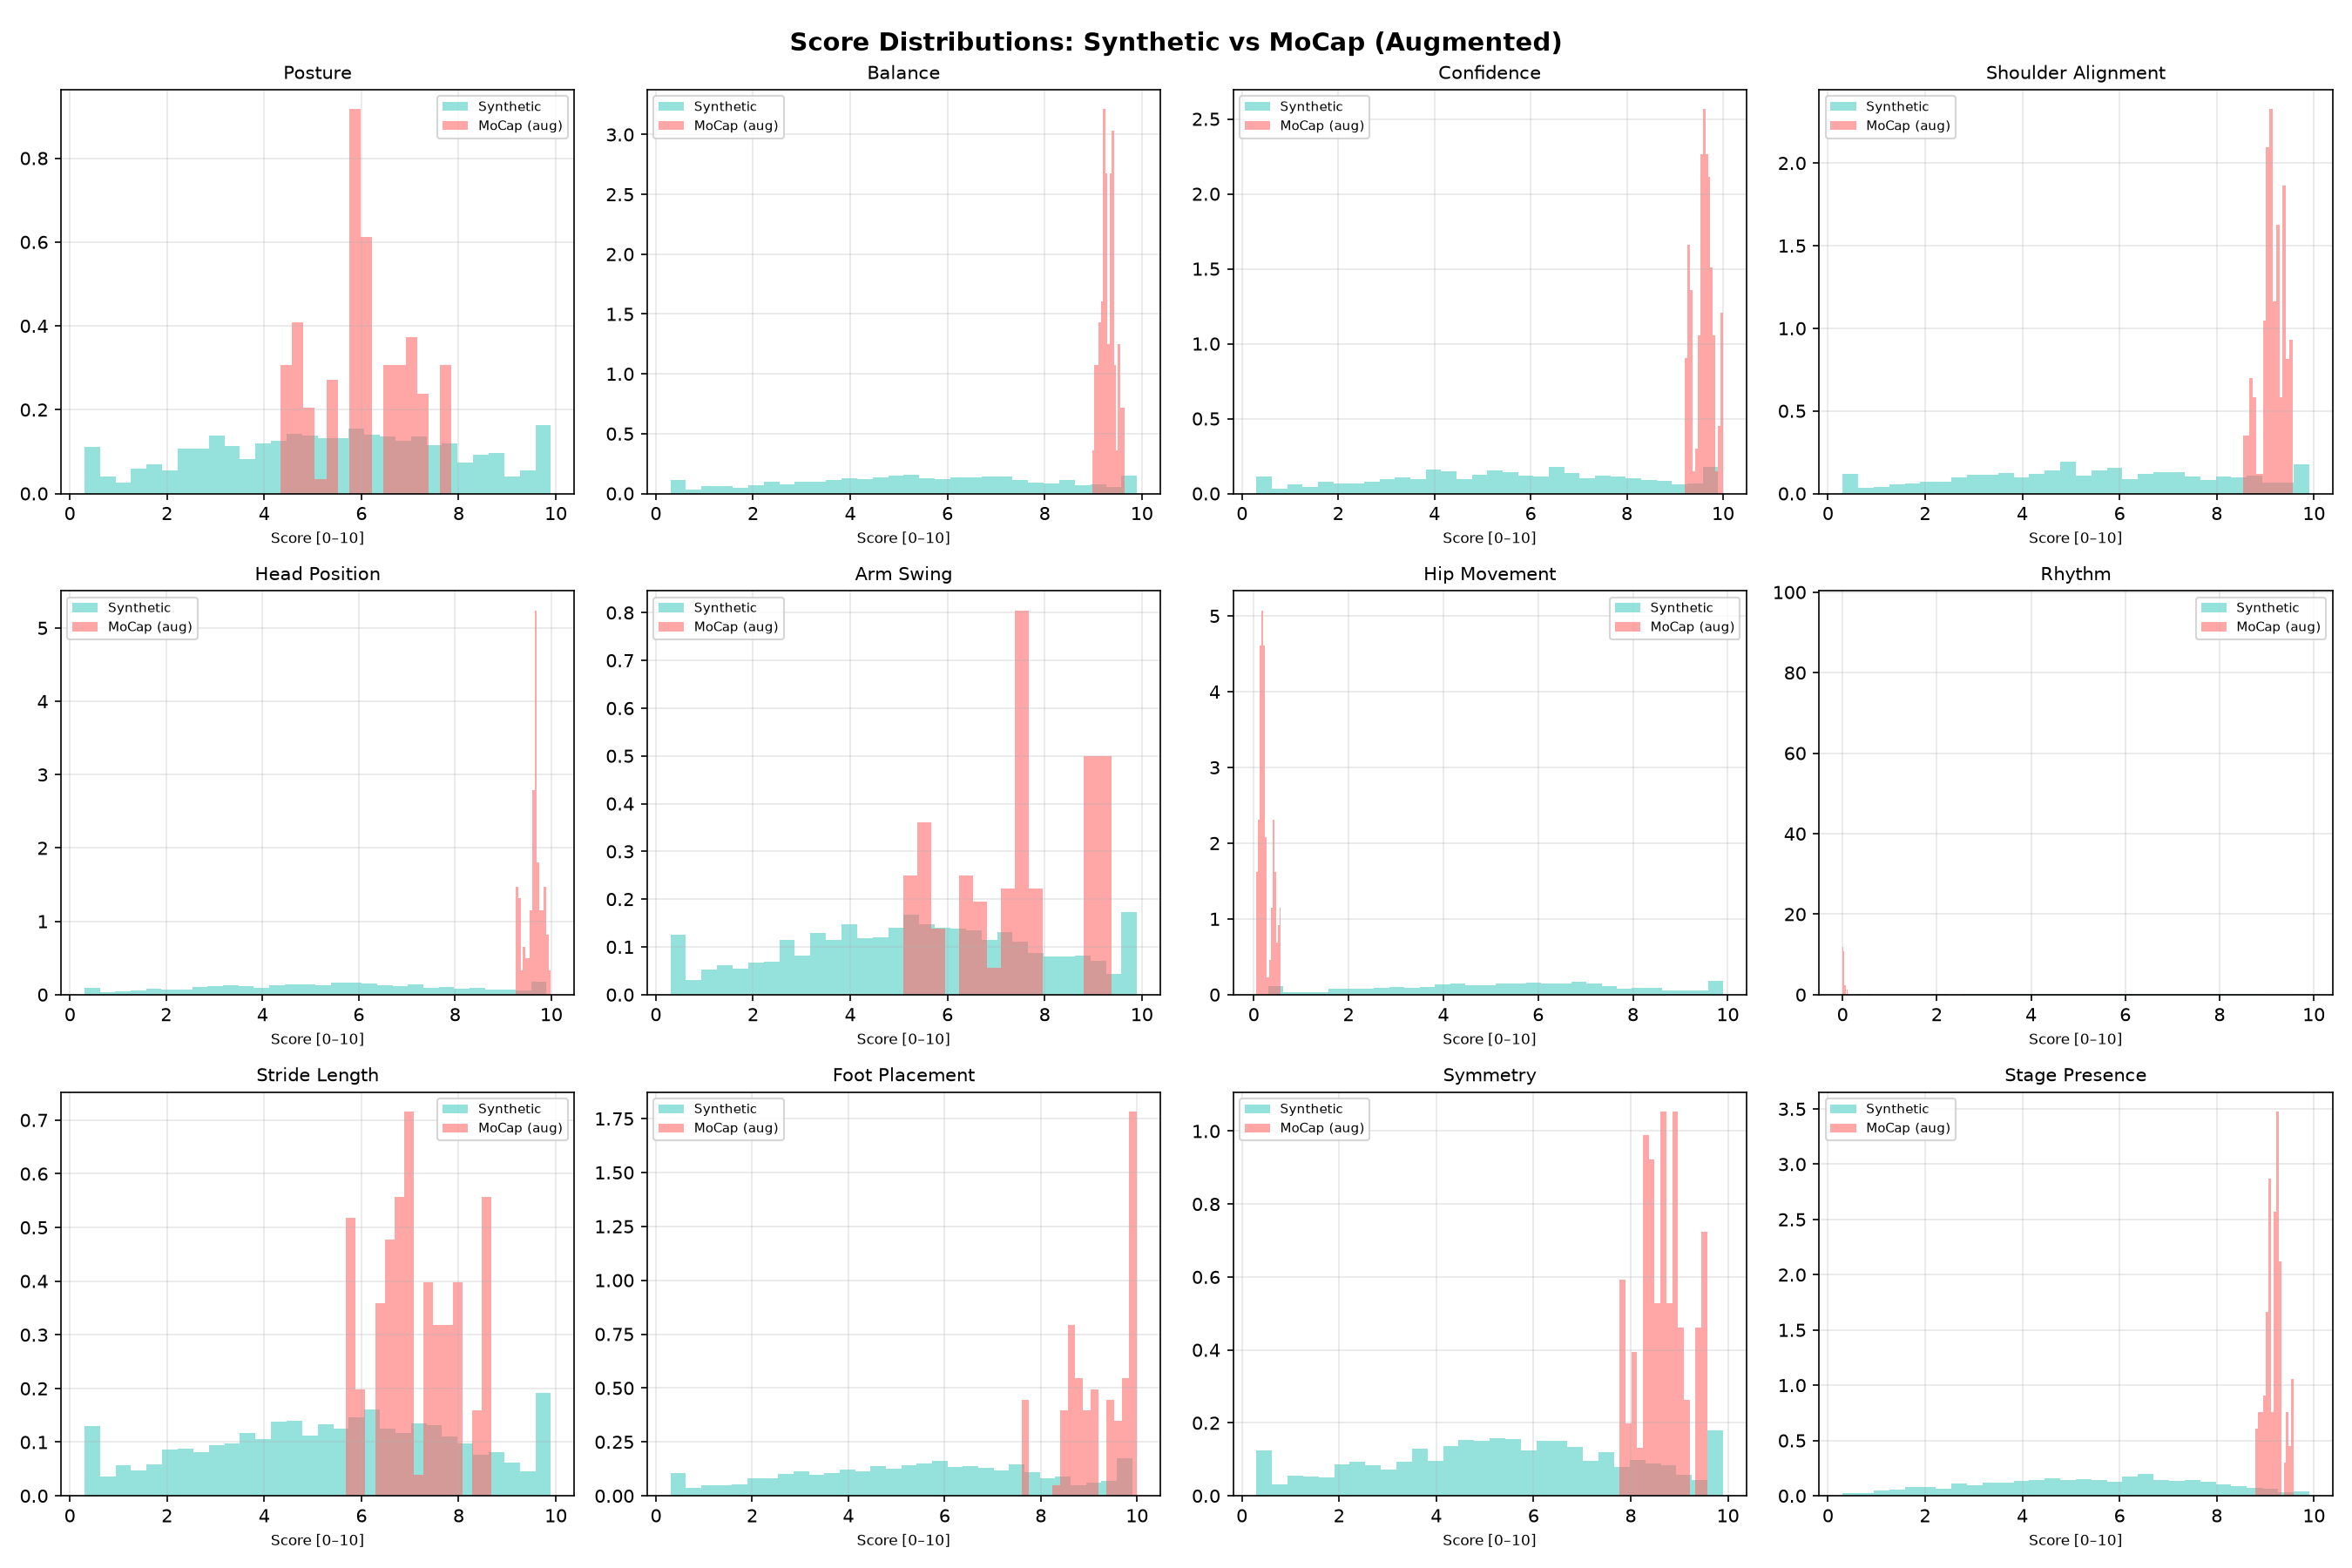 Score Distributions: Synthetic vs MoCap (Augmented)
Posture
Synthetic
MoCap (aug)
0.8
0.6
0.4
0.2
0.0
0 2 4 6 8 10
Score [0–10]
Balance
Synthetic
MoCap (aug)
3.0
2.5
2.0
1.5
1.0
0.5
0.0
0 2 4 6 8 10
Score [0–10]
Confidence
Synthetic
MoCap (aug)
2.5
2.0
1.5
1.0
0.5
0.0
0 2 4 6 8 10
Score [0–10]
Shoulder Alignment
Synthetic
MoCap (aug)
2.0
1.5
1.0
0.5
0.0
0 2 4 6 8 10
Score [0–10]
Head Position
Synthetic
MoCap (aug)
5
4
3
2
1
0
0 2 4 6 8 10
Score [0–10]
Arm Swing
Synthetic
MoCap (aug)
0.8
0.7
0.6
0.5
0.4
0.3
0.2
0.1
0.0
0 2 4 6 8 10
Score [0–10]
Hip Movement
Synthetic
MoCap (aug)
5
4
3
2
1
0
0 2 4 6 8 10
Score [0–10]
Rhythm
Synthetic
MoCap (aug)
100
80
60
40
20
0
0 2 4 6 8 10
Score [0–10]
Stride Length
Synthetic
MoCap (aug)
0.7
0.6
0.5
0.4
0.3
0.2
0.1
0.0
0 2 4 6 8 10
Score [0–10]
Foot Placement
Synthetic
MoCap (aug)
1.75
1.50
1.25
1.00
0.75
0.50
0.25
0.00
0 2 4 6 8 10
Score [0–10]
Symmetry
Synthetic
MoCap (aug)
1.0
0.8
0.6
0.4
0.2
0.0
0 2 4 6 8 10
Score [0–10]
Stage Presence
Synthetic
MoCap (aug)
3.5
3.0
2.5
2.0
1.5
1.0
0.5
0.0
0 2 4 6 8 10
Score [0–10]